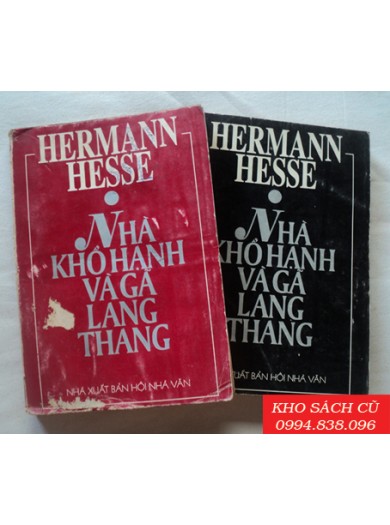 HERMANN
HESSE
NHÀ
KHỔ HẠNH
VÀ GÃ
LANG
THANG
NHÀ XUẤT BẢN HỘI NHÀ VĂN
HERMANN
HESSE
NHÀ
KHỔ HẠNH
VÀ GÃ
LANG
THANG
XUẤT BẢN HỘI NHÀ VĂN
KHO SÁCH CŨ
0994.838.096